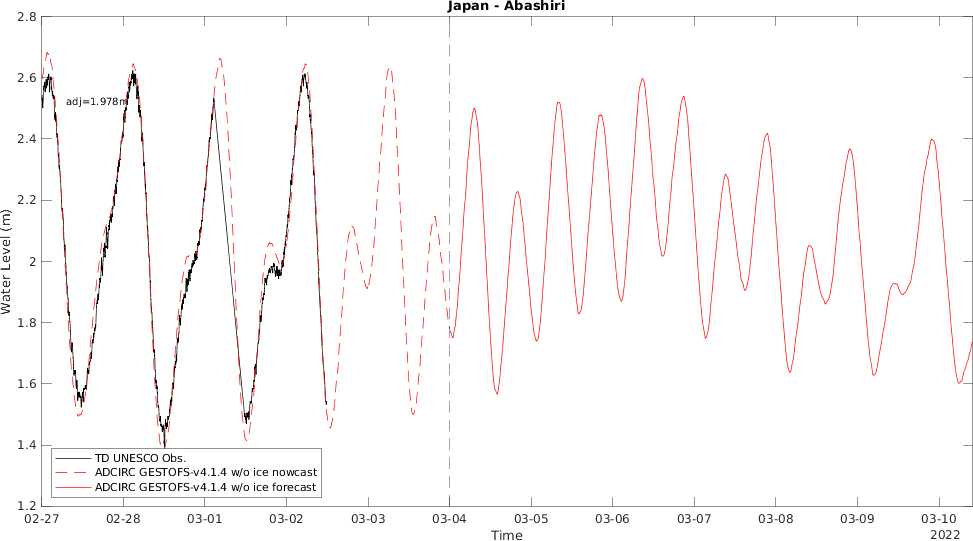 Japan - Abashiri
2.8
2.6
2.4
2.2
2
1.8
1.6
1.4
1.2
Water Level (m)
adj=1.978m
TD UNESCO Obs.
ADCIRC GESTOFS-v4.1.4 w/o ice nowcast
ADCIRC GESTOFS-v4.1.4 w/o ice forecast
02-27 02-28 03-01 03-02 03-03 03-04 03-05 03-06 03-07 03-08 03-09 03-10
2022
Time